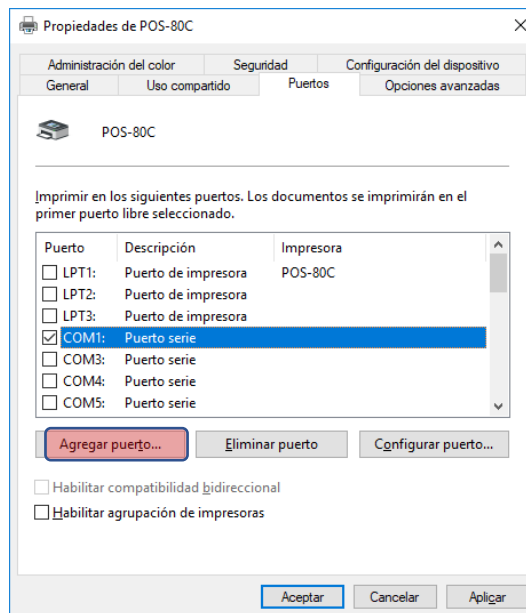 Propiedades de POS-80C
Administración del color Seguridad Configuración del dispositivo
General Uso compartido Puertos Opciones avanzadas
POS-80C
Imprimir en los siguientes puertos. Los documentos se imprimirán en el
primer puerto libre seleccionado.
Puerto Descripción Impresora
LPT1: Puerto de impresora POS-80C
LPT2: Puerto de impresora
LPT3: Puerto de impresora
COM1: Puerto serie
COM3: Puerto serie
COM4: Puerto serie
COM5: Puerto serie
Agregar puerto... Eliminar puerto Configurar puerto...
Habilitar compatibilidad bidireccional
Habilitar agrupación de impresoras
Aceptar Cancelar Aplicar